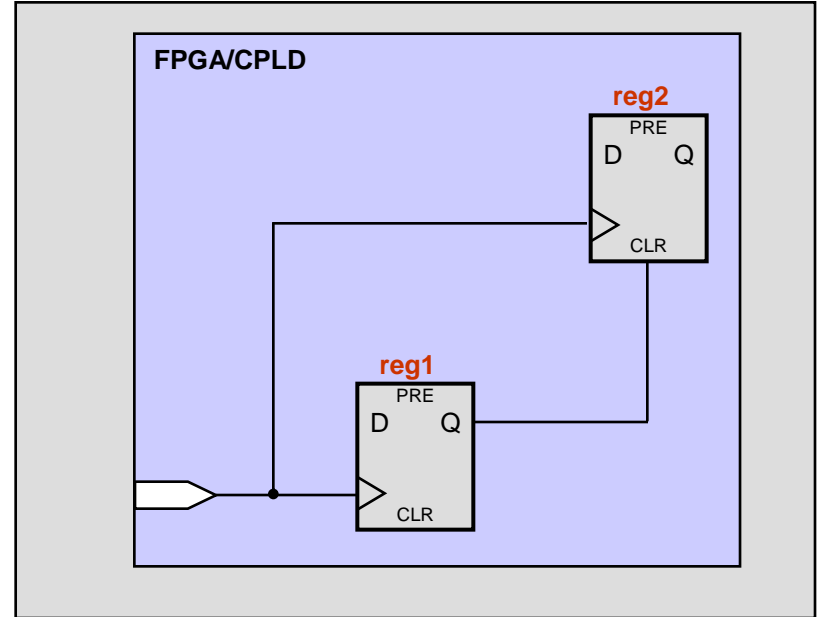 FPGA/CPLD
reg2
PRE
D Q
CLR
reg1
PRE
D Q
CLR